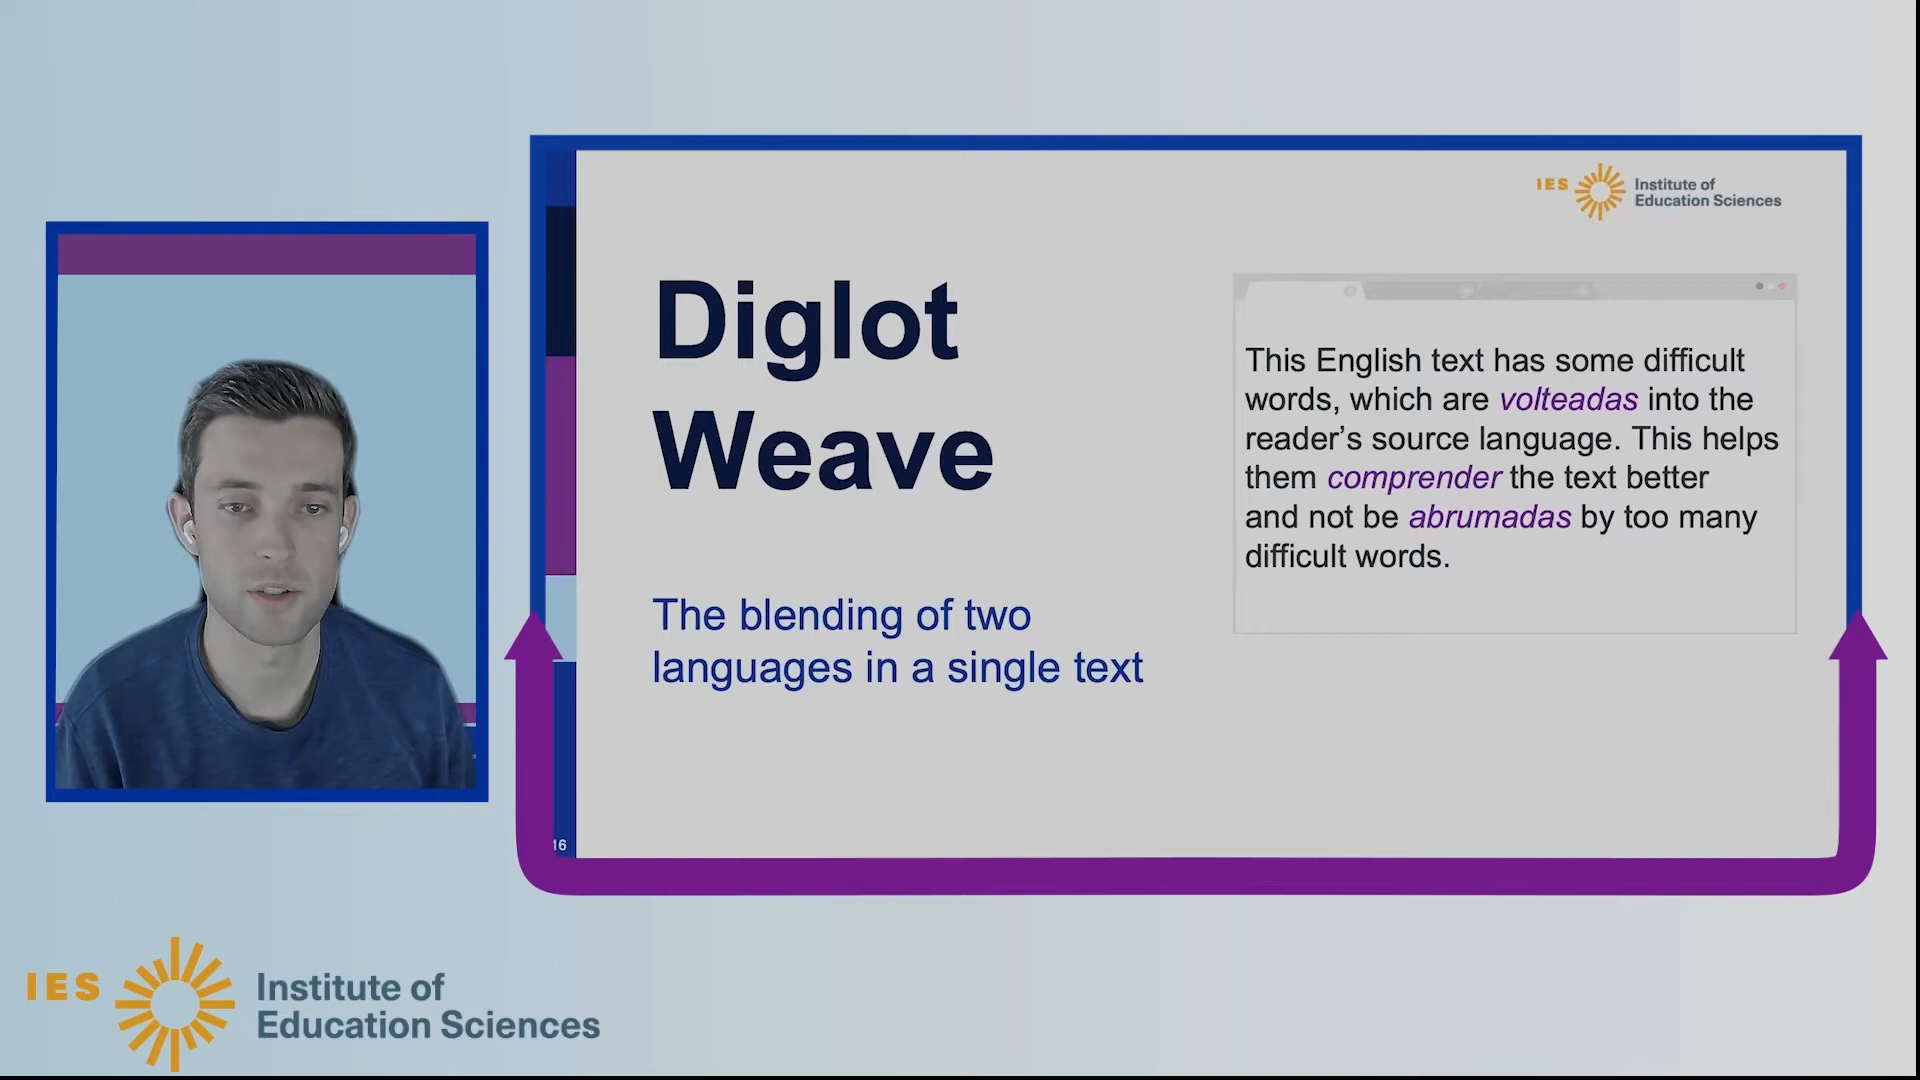 IES Institute of
Education Sciences
Diglot
Weave
The blending of two
languages in a single text
This English text has some difficult
words, which are volteadas into the
reader’s source language. This helps
them comprender the text better
and not be abrumadas by too many
difficult words.
16
IES Institute of
Education Sciences